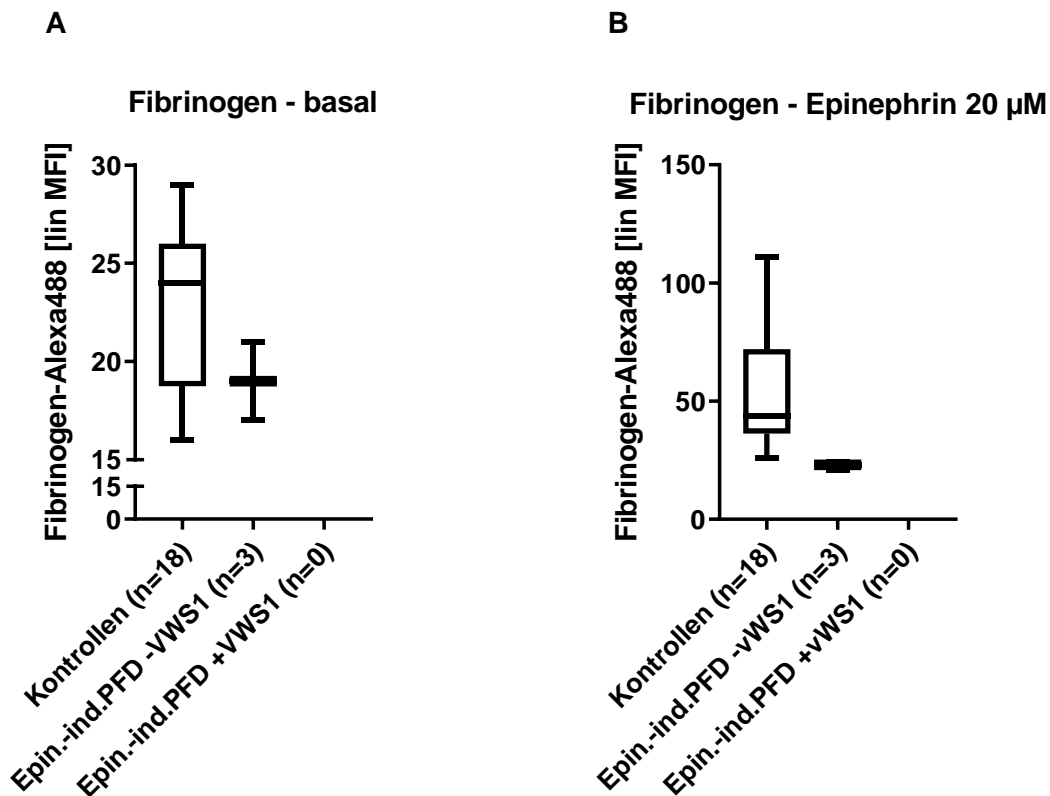 A
Fibrinogen - basal
Fibrinogen-Alexa488 [lin MFI]
30
25
20
15
15
0
Kontrollen (n=18)
Epin.-ind.PFD -VWS1 (n=3)
Epin.-ind.PFD +VWS1 (n=0)
B
Fibrinogen - Epinephrin 20 µM
Fibrinogen-Alexa488 [lin MFI]
150
100
50
0
Kontrollen (n=18)
Epin.-ind.PFD -vWS1 (n=3)
Epin.-ind.PFD +vWS1 (n=0)